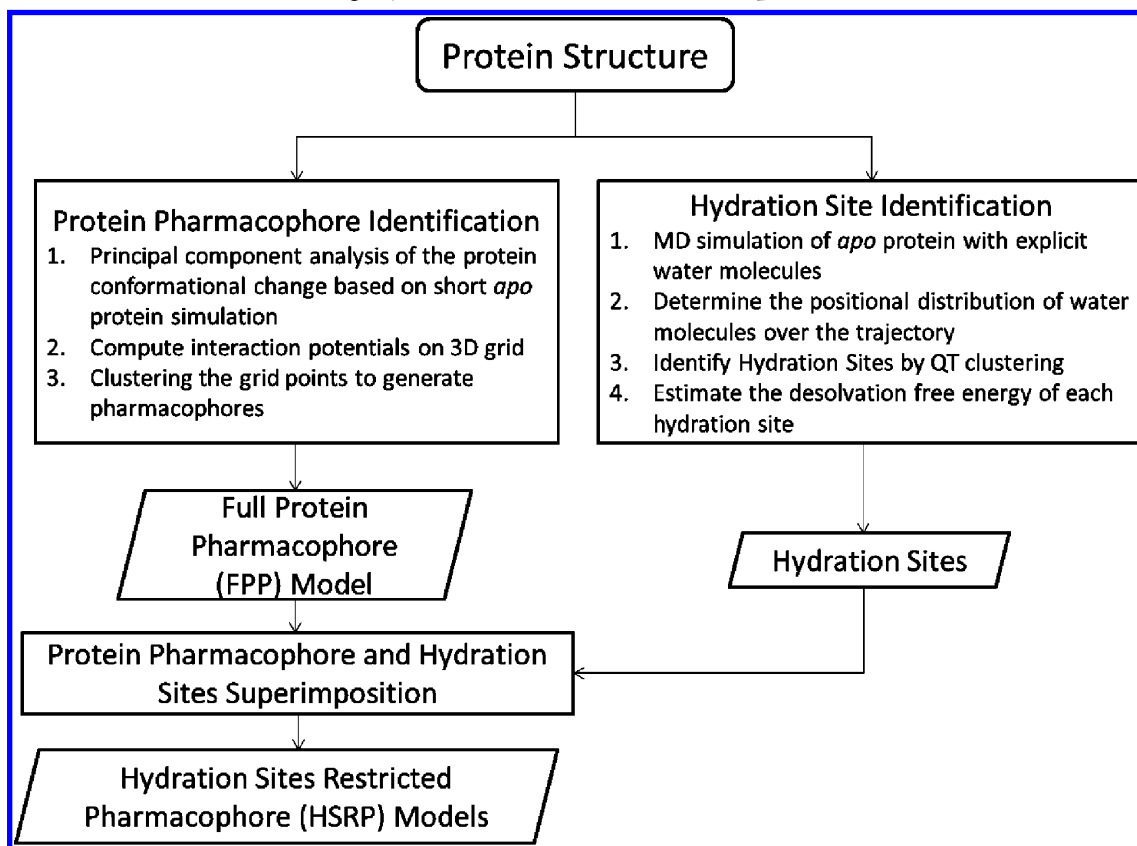 Protein Structure
Protein Pharmacophore Identification
1. Principal component analysis of the protein
conformational change based on short apo
protein simulation
2. Compute interaction potentials on 3D grid
3. Clustering the grid points to generate
pharmacophores
Hydration Site Identification
1. MD simulation of apo protein with explicit
water molecules
2. Determine the positional distribution of water
molecules over the trajectory
3. Identify Hydration Sites by QT clustering
4. Estimate the desolvation free energy of each
hydration site
Full Protein
Pharmacophore
(FPP) Model
Hydration Sites
Protein Pharmacophore and Hydration
Sites Superimposition
Hydration Sites Restricted
Pharmacophore (HSRP) Models